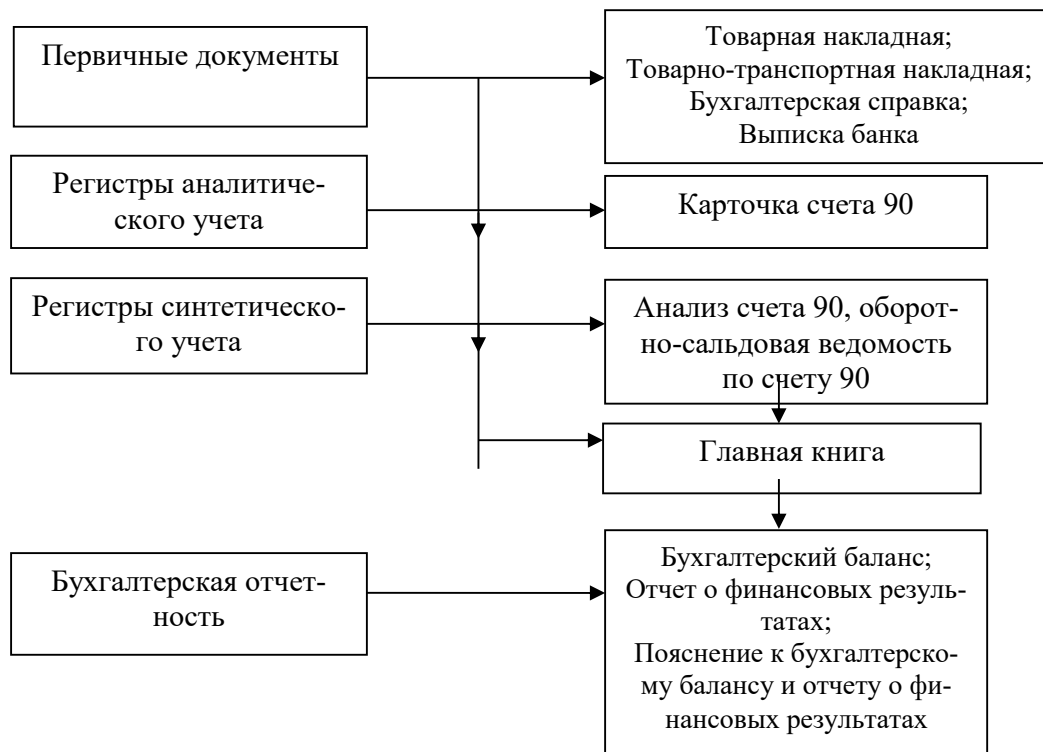 Первичные документы
Товарная накладная;
Товарно-транспортная накладная;
Бухгалтерская справка;
Выписка банка
Регистры аналитиче-
ского учета
Карточка счета 90
Регистры синтетическо-
го учета
Анализ счета 90, оборот-
но-сальдовая ведомость
по счету 90
Главная книга
Бухгалтерская отчет-
ность
Бухгалтерский баланс;
Отчет о финансовых резуль-
татах;
Пояснение к бухгалтерско-
му балансу и отчету о фи-
нансовых результатах